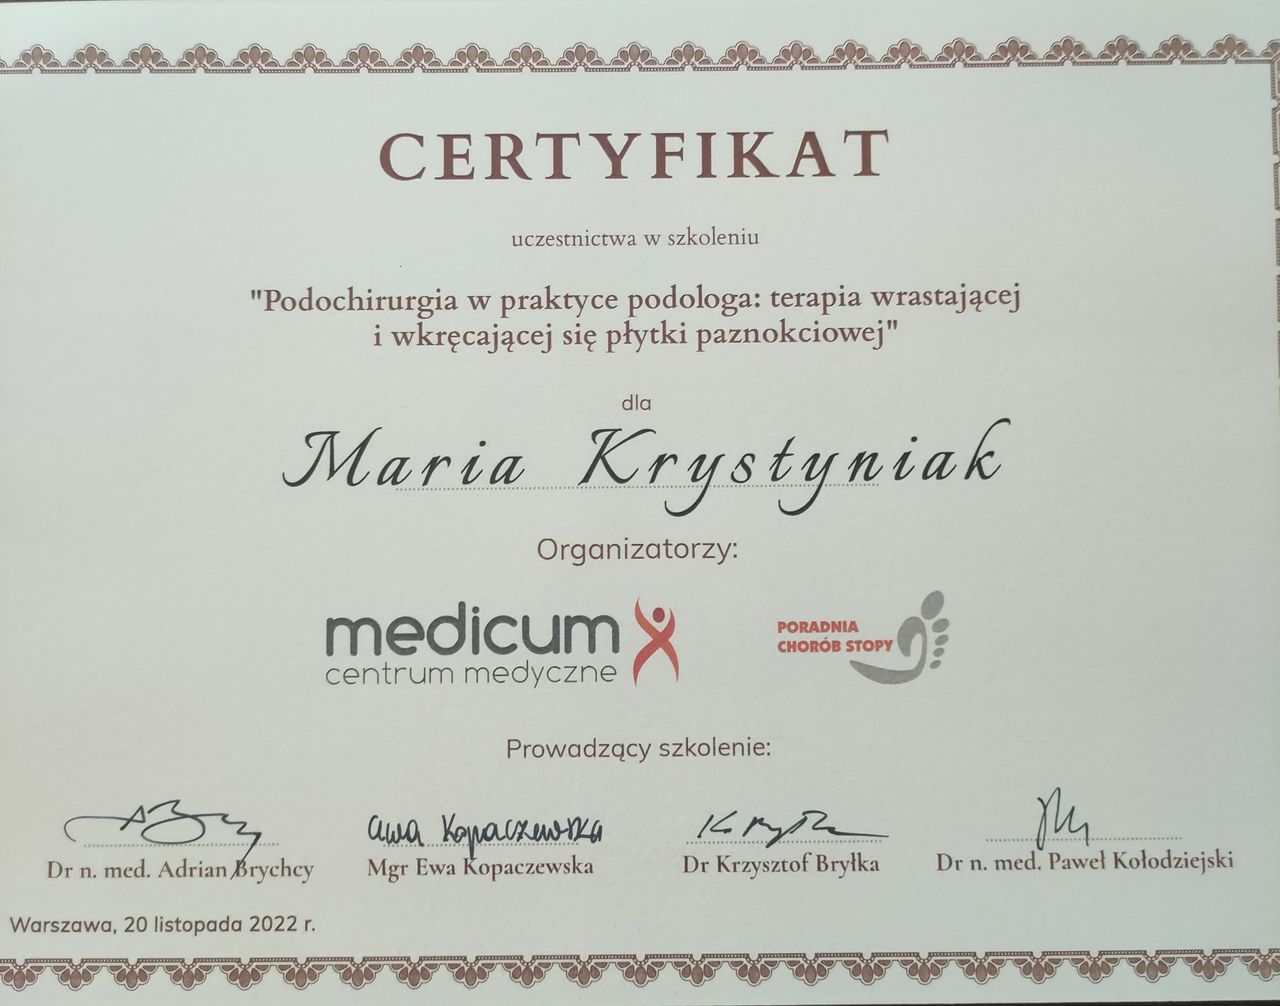 CERTYFIKAT
uczestnictwa w szkoleniu
"Podochirurgia w praktyce podologa: terapia wrastającej
i wkręcającej się płytki paznokciowej"
dla
Maria Krystyniak
Organizatorzy:
medicum
centrum medyczne
PORADNIA
CHORÓB STOPY
Prowadzący szkolenie:
Ewa Kopaczewska
Dr n. med. Adrian Brychcy
Mgr Ewa Kopaczewska
Dr Krzysztof Bryłka
Dr n. med. Paweł Kołodziejski
Warszawa, 20 listopada 2022 r.